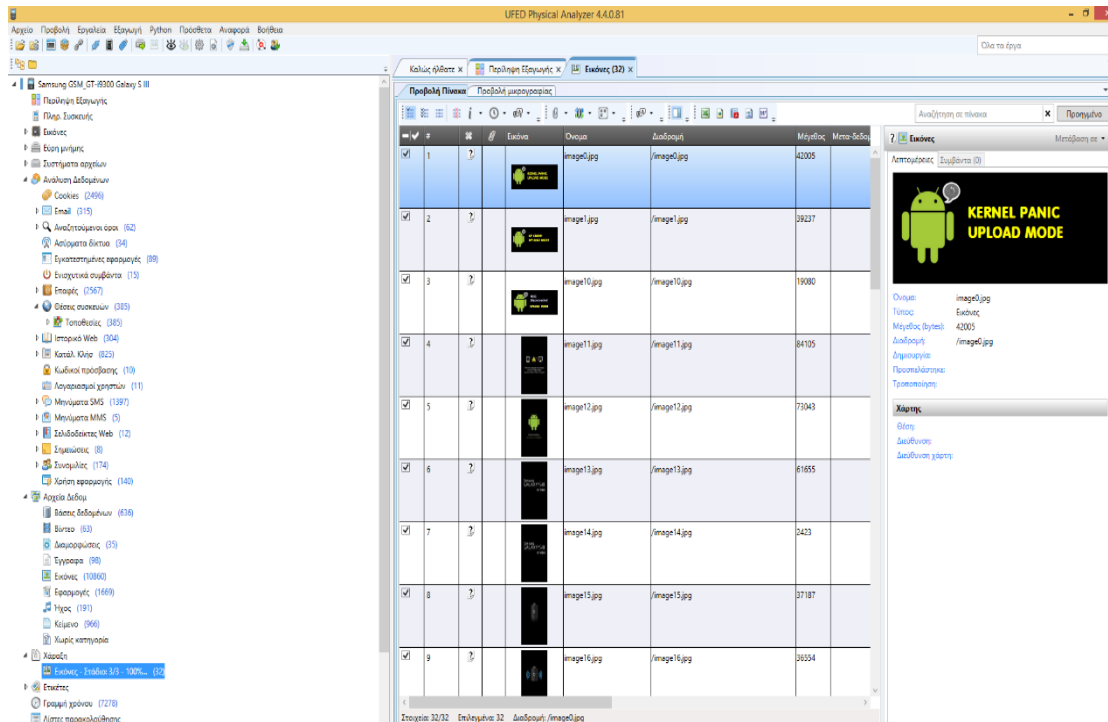 UFED Physical Analyzer 4.4.0.81
Αρχείο Προβολή Εργαλεία Εξαγωγή Python Πρόσθετα Αναφορά Βοήθεια
Όλα τα έργα
Καλώς ήλθατε x Περίληψη Εξαγωγής x Εικόνες (32) x
Προβολή Πίνακα Προβολή μικρογραφίας
Αναζήτηση σε πίνακα x Προηγμένο
Samsung GSM_GT-i9300 Galaxy S III
Περίληψη Εξαγωγής
Πληρ. Συσκευής
Εικόνες
Εύρη μνήμης
Συστήματα αρχείων
Ανάλυση Δεδομένων
Cookies (2496)
Email (315)
Αναζητούμενοι όροι (62)
Ασύρματα δίκτυα (34)
Εγκατεστημένες εφαρμογές (89)
Ενισχυτικά συμβάντα (15)
Επαφές (2567)
Θέσεις συσκευών (385)
Τοποθεσίες (385)
Ιστορικό Web (304)
Κατάλ. Κλήσ (825)
Κωδικοί πρόσβασης (10)
Λογαριασμοί χρηστών (11)
Μηνύματα SMS (1397)
Μηνύματα MMS (5)
Σελιδοδείκτες Web (12)
Σημειώσεις (8)
Συνομιλίες (174)
Χρήση εφαρμογής (140)
Αρχεία Δεδομ
Βάσεις δεδομένων (636)
Βίντεο (63)
Διαμορφώσεις (35)
Έγγραφα (98)
Εικόνες (10860)
Εφαρμογές (1669)
Ήχος (191)
Κείμενο (966)
Χωρίς κατηγορία
Χάραξη
Εικόνες - Στάδιο 3/3 - 100%... (32)
Ετικέτες
Γραμμή χρόνου (7278)
Λίστες παρακολούθησης
# Εικόνα Όνομα Διαδρομή Μέγεθος Μετα-δεδομ
1 image0.jpg /image0.jpg 42005
2 image1.jpg /image1.jpg 39237
3 image10.jpg /image10.jpg 19080
4 image11.jpg /image11.jpg 84105
5 image12.jpg /image12.jpg 73043
6 image13.jpg /image13.jpg 61655
7 image14.jpg /image14.jpg 2423
8 image15.jpg /image15.jpg 37187
9 image16.jpg /image16.jpg 36554
Στοιχεία: 32/32 Επιλεγμένα: 32 Διαδρομή: /image0.jpg
? Εικόνες Μετάβαση σε
Λεπτομέρειες Συμβάντα (0)
KERNEL PANIC
UPLOAD MODE
Όνομα: image0.jpg
Τύπος: Εικόνες
Μέγεθος (bytes): 42005
Διαδρομή: /image0.jpg
Δημιουργία:
Προσπελάστηκε:
Τροποποίηση:
Χάρτης
Θέση:
Διεύθυνση:
Διεύθυνση χάρτη: